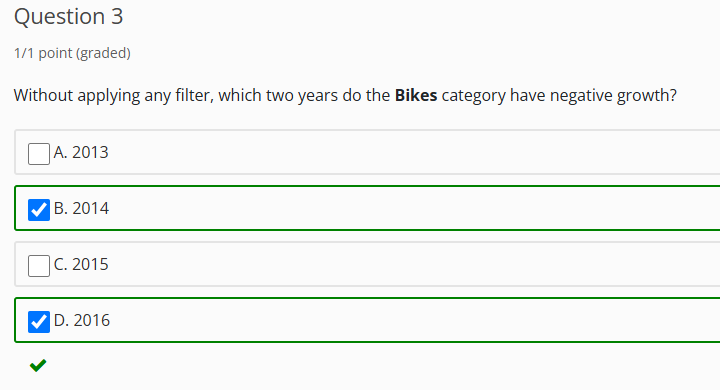 Question 3
1/1 point (graded)
Without applying any filter, which two years do the Bikes category have negative growth?
A. 2013
B. 2014
C. 2015
D. 2016